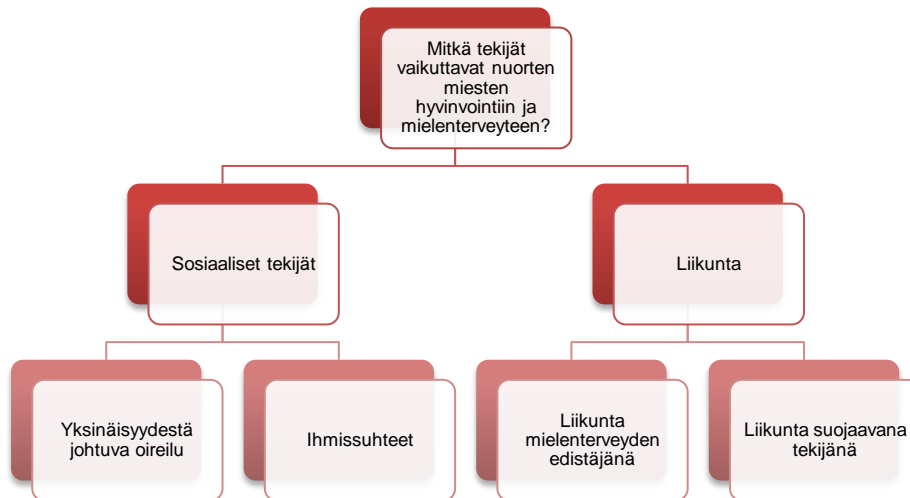 Mitkä tekijät
vaikuttavat nuorten
miesten
hyvinvointiin ja
mielenterveyteen?
Sosiaaliset tekijät
Liikunta
Yksinäisyydestä
johtuva oireilu
Ihmissuhteet
Liikunta
mielenterveyden
edistäjänä
Liikunta suojaavana
tekijänä